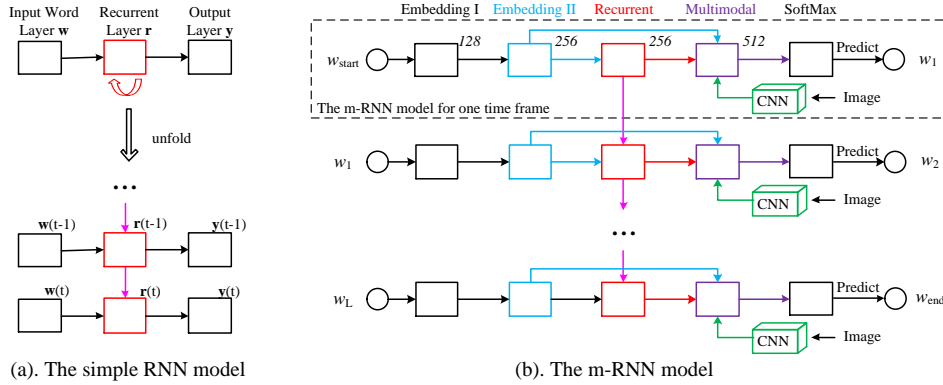 Input Word Layer w
Recurrent Layer r
Output Layer y
unfold
...
w(t-1)
r(t-1)
y(t-1)
w(t)
r(t)
y(t)
(a). The simple RNN model
Embedding I
Embedding II
Recurrent
Multimodal
SoftMax
128
256
256
512
Predict
w_start
w_1
CNN
Image
The m-RNN model for one time frame
Predict
w_1
w_2
CNN
Image
...
Predict
w_L
w_end
CNN
Image
(b). The m-RNN model